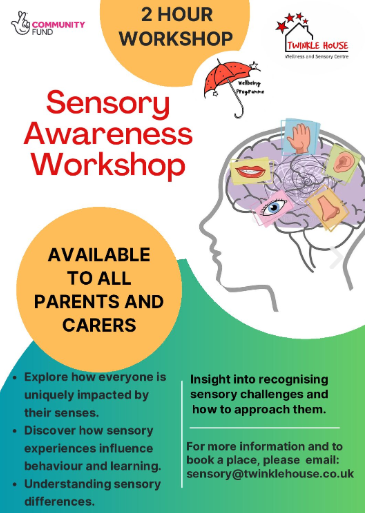 COMMUNITY
FUND
2 HOUR
WORKSHOP
TWINKLE HOUSE
Wellness and Sensory Centre
Wellbeing
Programme
Sensory
Awareness
Workshop
AVAILABLE
TO ALL
PARENTS AND
CARERS
• Explore how everyone is
uniquely impacted by
their senses.
• Discover how sensory
experiences influence
behaviour and learning.
• Understanding sensory
differences.
Insight into recognising
sensory challenges and
how to approach them.
For more information and to
book a place, please email:
sensory@twinklehouse.co.uk